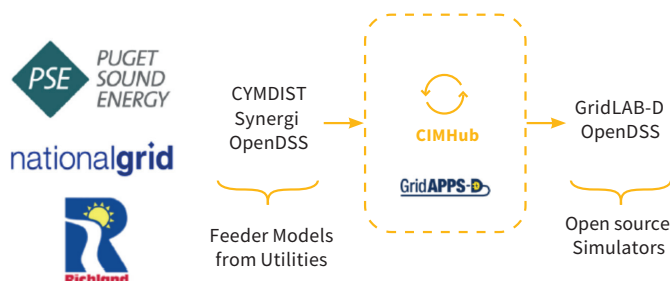 PSE
PUGET
SOUND
ENERGY
nationalgrid
Richland
CYMDIST
Synergi
OpenDSS
Feeder Models
from Utilities
CIMHub
GridAPPS-D
GridLAB-D
OpenDSS
Open source
Simulators